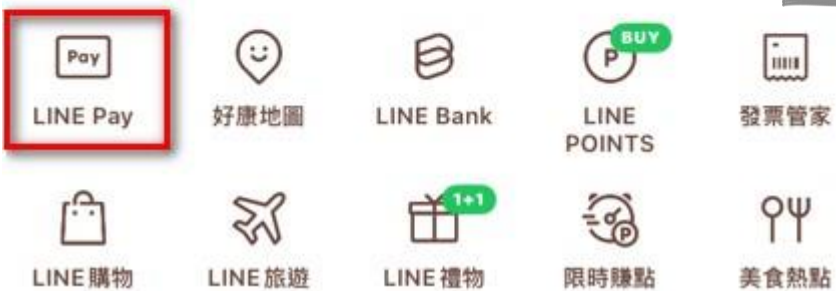 Pay
BUY
P
LINE Pay
好康地圖
LINE Bank
LINE
POINTS
發票管家
1+1
P
LINE購物
LINE旅遊
LINE禮物
限時賺點
美食熱點